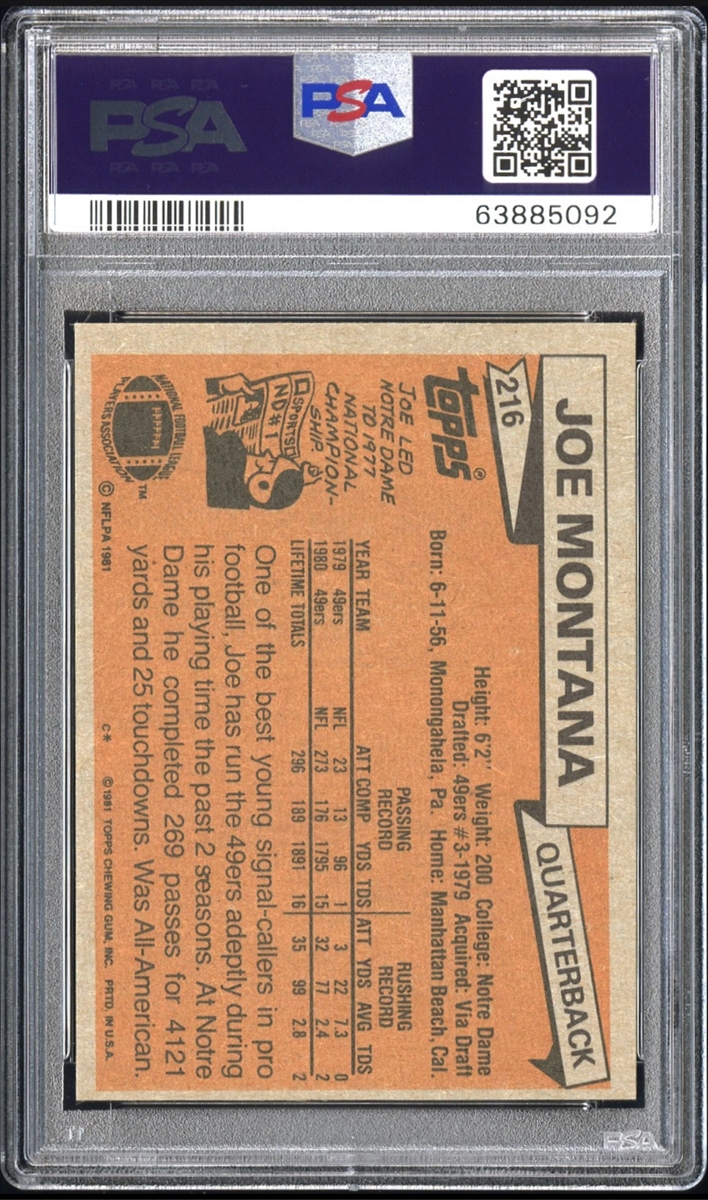 PSA
PSA
63885092
JOE MONTANA
QUARTERBACK
216
TOPPS®
Height: 6'2" Weight: 200 College: Notre Dame
Drafted: 49ers #3-1979 Acquired: Via Draft
Born: 6-11-56, Monongahela, Pa. Home: Manhattan Beach, Cal.
JOE LED
NOTRE DAME
TO 1977
NATIONAL
CHAMPION-
SHIP.
SPORTS
ND #1
PASSING RECORD RUSHING RECORD
YEAR TEAM ATT COMP YDS TDS ATT YDS AVG TDS
1979 49ers NFL 23 13 96 1 3 22 7.3 0
1980 49ers NFL 273 176 1795 15 32 77 2.4 2
LIFETIME TOTALS 296 189 1891 16 35 99 2.8 2
One of the best young signal-callers in pro
football, Joe has run the 49ers adeptly during
his playing time the past 2 seasons. At Notre
Dame he completed 269 passes for 4121
yards and 25 touchdowns. Was All-American.
NATIONAL FOOTBALL LEAGUE
PLAYERS ASSOCIATION
TM
© NFLPA 1981
C* ©1981 TOPPS CHEWING GUM, INC. PRTD. IN U.S.A.
PSA